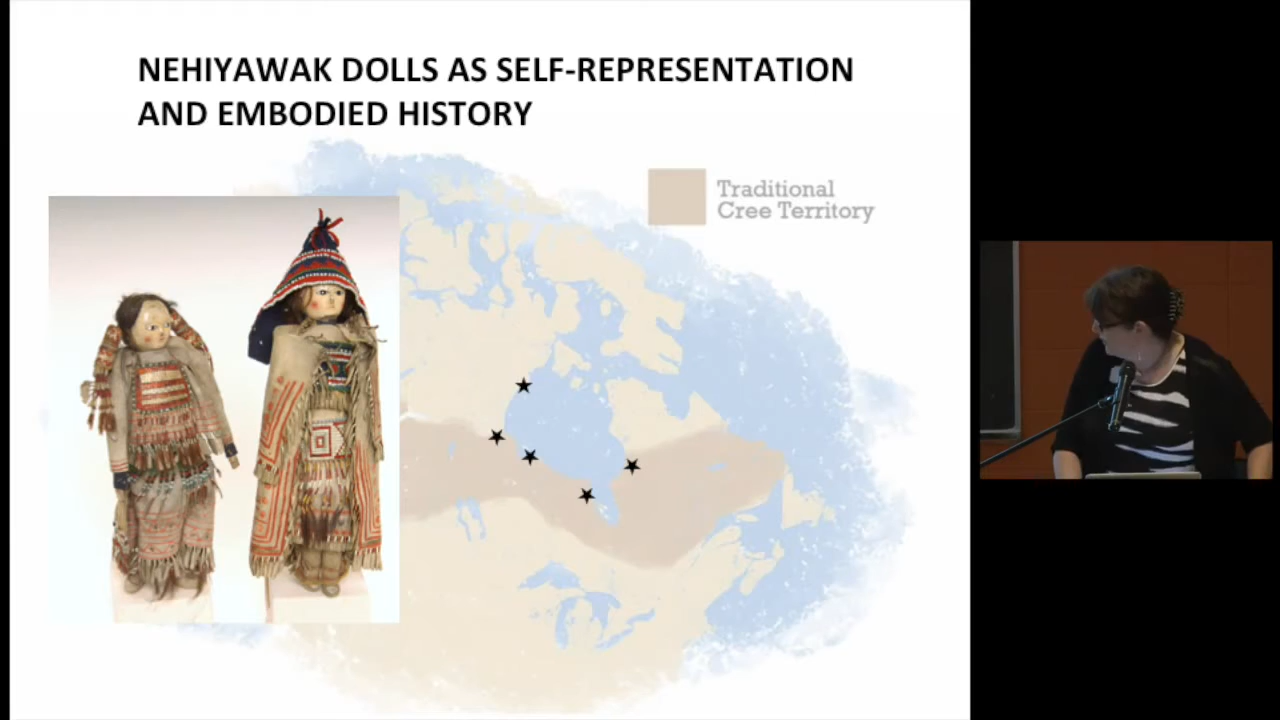 NEHIYAWAK DOLLS AS SELF-REPRESENTATION
AND EMBODIED HISTORY
Traditional
Cree Territory